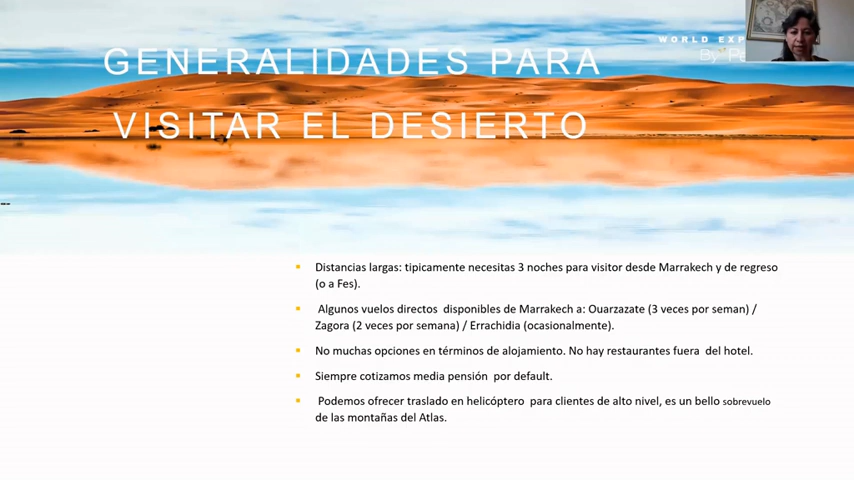 WORLD EXP
By Pe
GENERALIDADES PARA
VISITAR EL DESIERTO
▪ Distancias largas: tipicamente necesitas 3 noches para visitor desde Marrakech y de regreso
(o a Fes).
▪ Algunos vuelos directos disponibles de Marrakech a: Ouarzazate (3 veces por seman) /
Zagora (2 veces por semana) / Errachidia (ocasionalmente).
▪ No muchas opciones en términos de alojamiento. No hay restaurantes fuera del hotel.
▪ Siempre cotizamos media pensión por default.
▪ Podemos ofrecer traslado en helicóptero para clientes de alto nivel, es un bello sobrevuelo
de las montañas del Atlas.